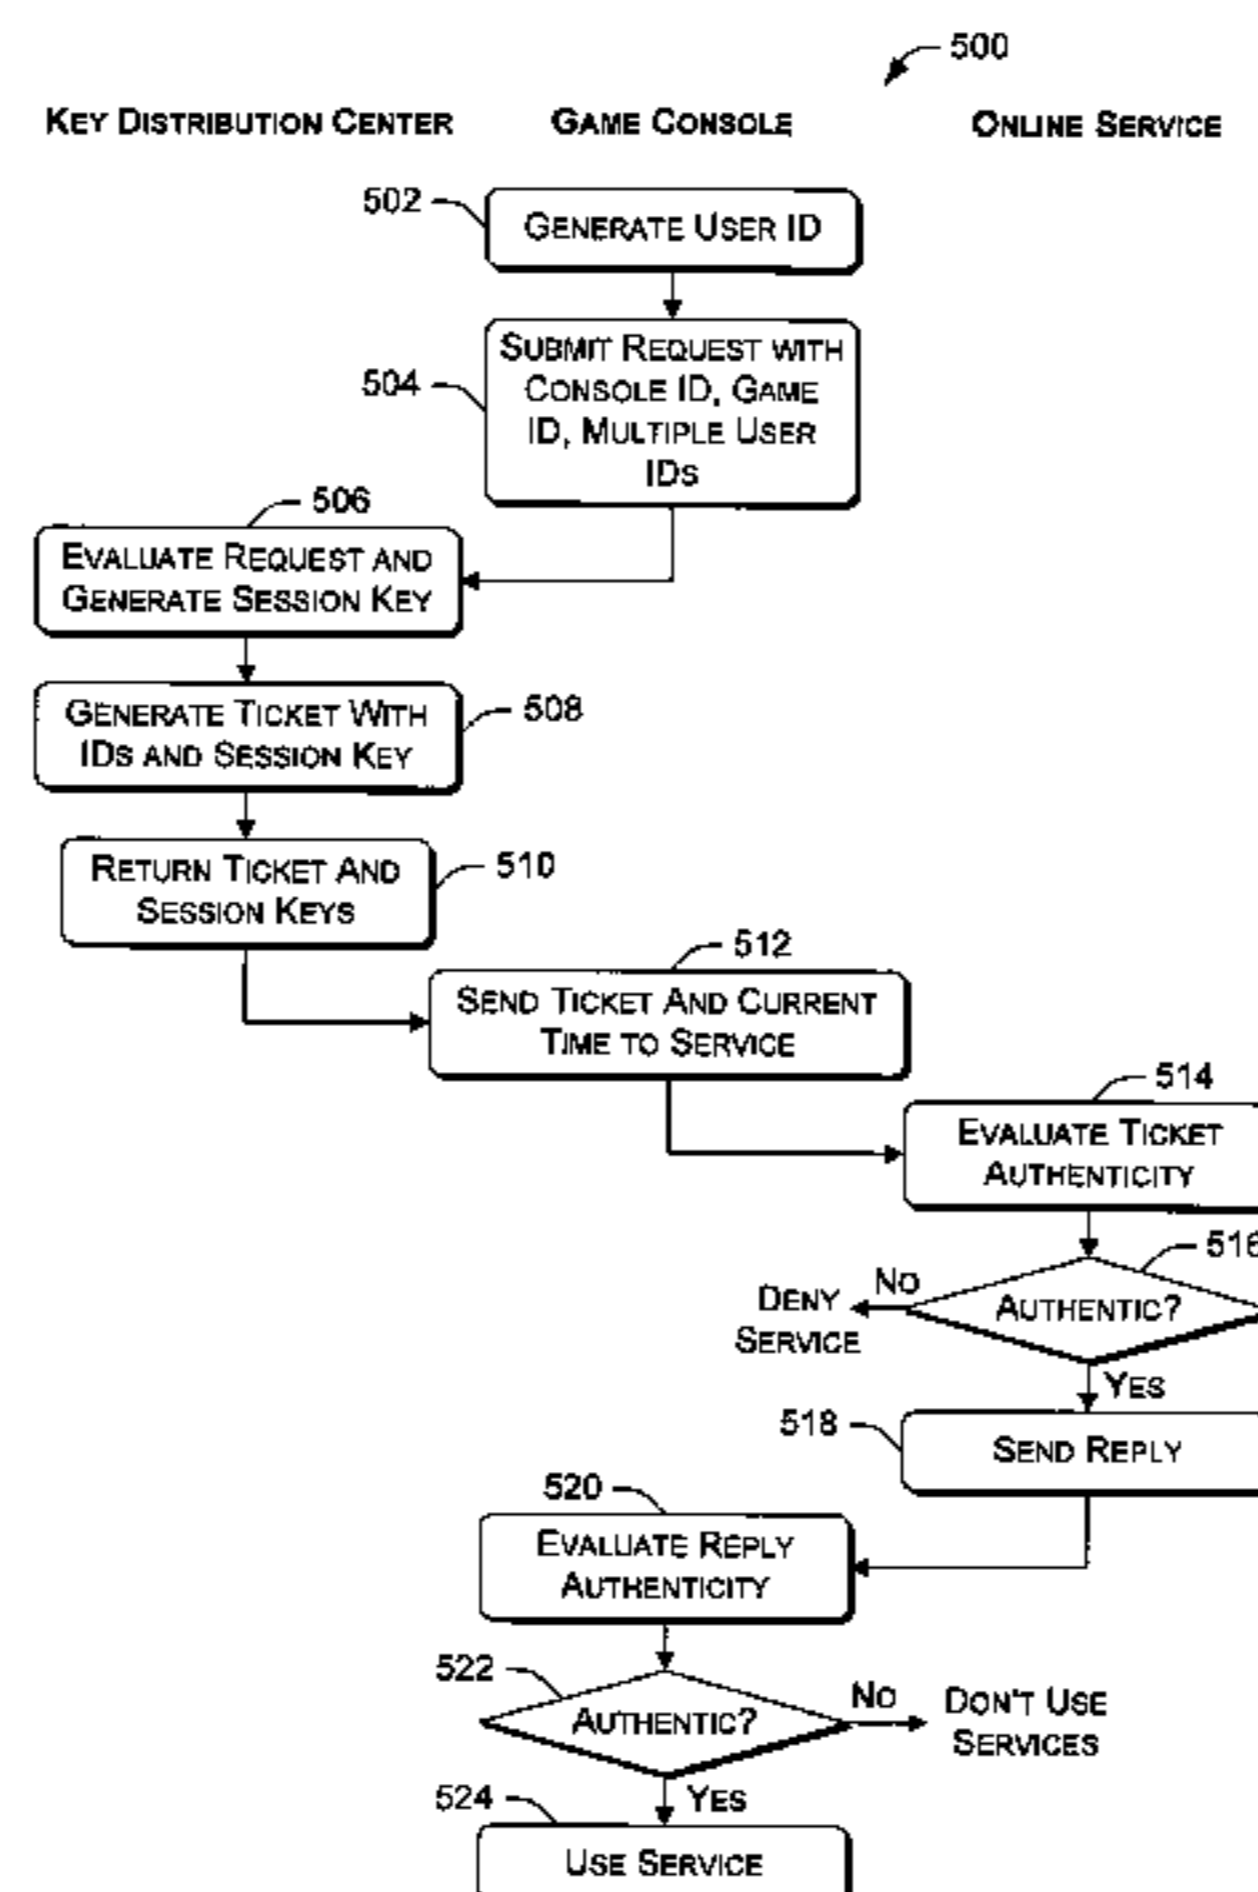 500
KEY DISTRIBUTION CENTER
GAME CONSOLE
ONLINE SERVICE
502
GENERATE USER ID
504
SUBMIT REQUEST WITH
CONSOLE ID, GAME
ID, MULTIPLE USER
IDS
506
EVALUATE REQUEST AND
GENERATE SESSION KEY
508
GENERATE TICKET WITH
IDS AND SESSION KEY
510
RETURN TICKET AND
SESSION KEYS
512
SEND TICKET AND CURRENT
TIME TO SERVICE
514
EVALUATE TICKET
AUTHENTICITY
516
AUTHENTIC?
NO
DENY
SERVICE
YES
518
SEND REPLY
520
EVALUATE REPLY
AUTHENTICITY
522
AUTHENTIC?
NO
DON'T USE
SERVICES
YES
524
USE SERVICE